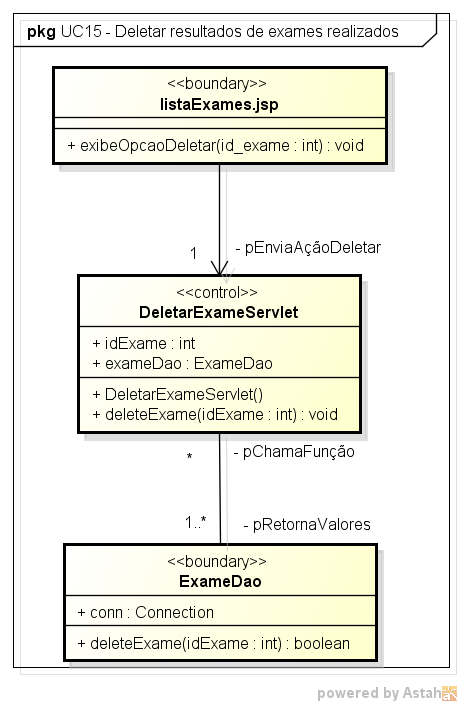 pkg UC15 - Deletar resultados de exames realizados
<<boundary>>
listaExames.jsp
+ exibeOpcaoDeletar(id_exame : int) : void
1
- pEnviaAçãoDeletar
<<control>>
DeletarExameServlet
+ idExame : int
+ exameDao : ExameDao
+ DeletarExameServlet()
+ deleteExame(idExame : int) : void
* - pChamaFunção
1..* - pRetornaValores
<<boundary>>
ExameDao
+ conn : Connection
+ deleteExame(idExame : int) : boolean
powered by Astah